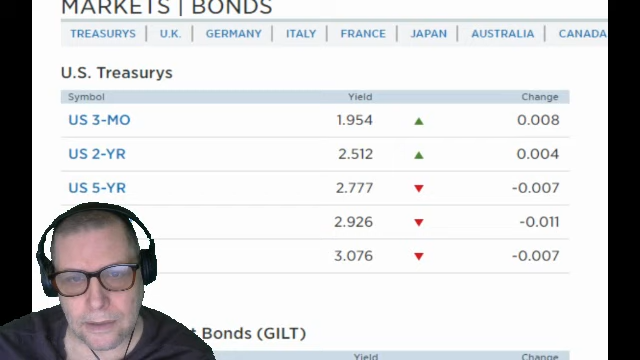 MARKETS | BONDS
TREASURYS | U.K. | GERMANY | ITALY | FRANCE | JAPAN | AUSTRALIA | CANADA
U.S. Treasurys
Symbol Yield Change
US 3-MO 1.954 ▲ 0.008
US 2-YR 2.512 ▲ 0.004
US 5-YR 2.777 ▼ -0.007
2.926 ▼ -0.011
3.076 ▼ -0.007
Bonds (GILT)
Yield Change